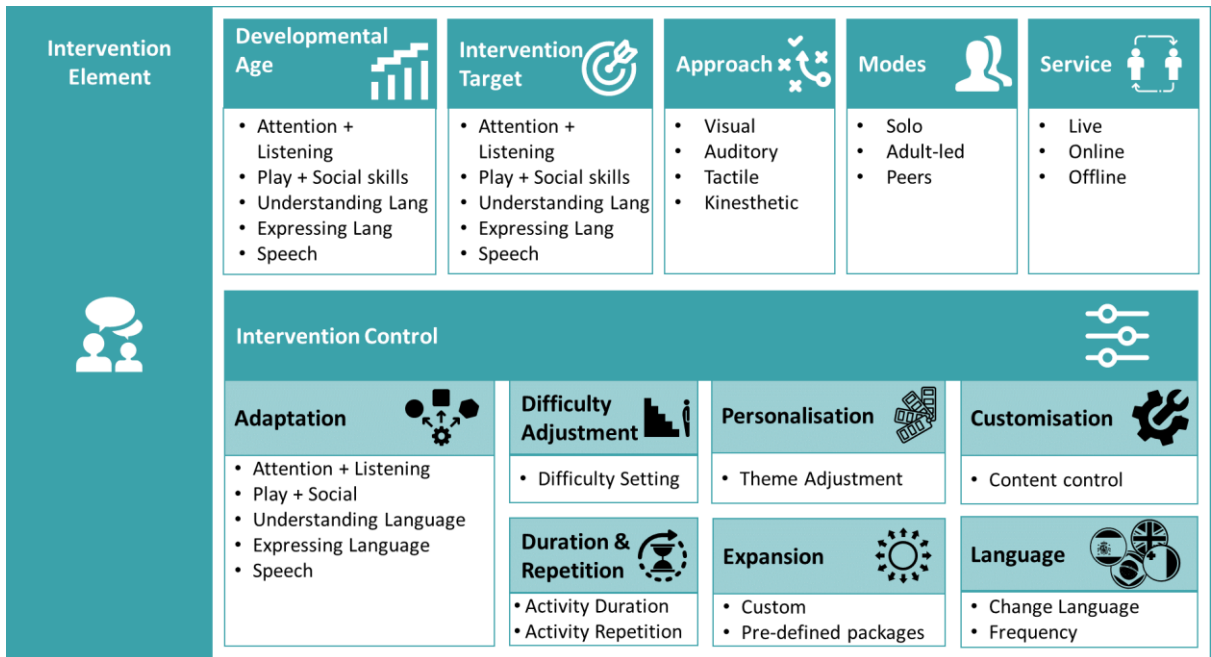 Intervention
Element
Developmental
Age
• Attention +
Listening
• Play + Social skills
• Understanding Lang
• Expressing Lang
• Speech
Intervention
Target
• Attention +
Listening
• Play + Social skills
• Understanding Lang
• Expressing Lang
• Speech
Approach
• Visual
• Auditory
• Tactile
• Kinesthetic
Modes
• Solo
• Adult-led
• Peers
Service
• Live
• Online
• Offline
Intervention Control
Adaptation
• Attention + Listening
• Play + Social
• Understanding Language
• Expressing Language
• Speech
Difficulty
Adjustment
• Difficulty Setting
Personalisation
• Theme Adjustment
Customisation
• Content control
Duration &
Repetition
• Activity Duration
• Activity Repetition
Expansion
• Custom
• Pre-defined packages
Language
• Change Language
• Frequency